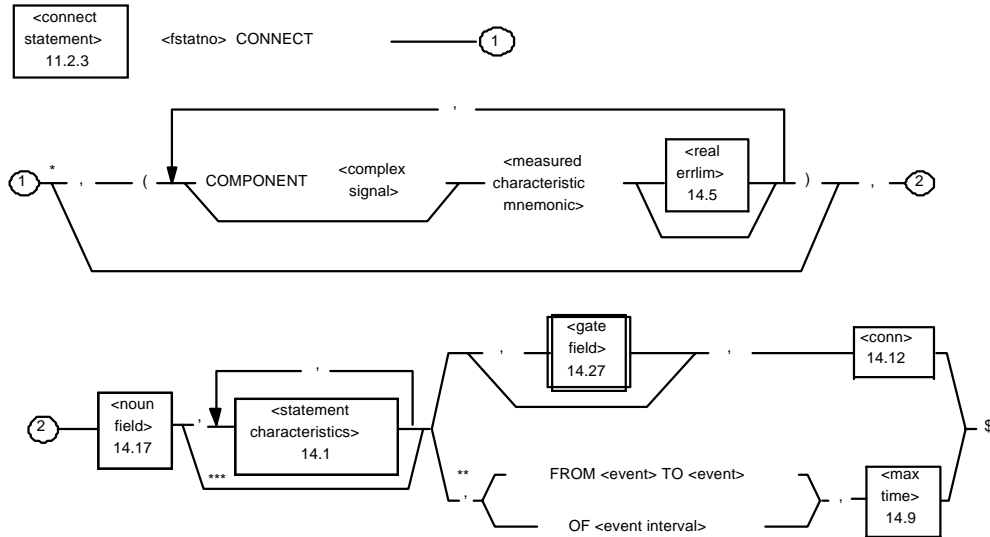 <connect
statement>
11.2.3
<fstatno> CONNECT
1
,
1
*
,
(
COMPONENT
<complex
signal>
<measured
characteristic
mnemonic>
<real
errlim>
14.5
)
,
2
2
<noun
field>
14.17
,
,
<statement
characteristics>
14.1
***
,
<gate
field>
14.27
,
<conn>
14.12
**
,
FROM <event> TO <event>
OF <event interval>
,
<max
time>
14.9
$